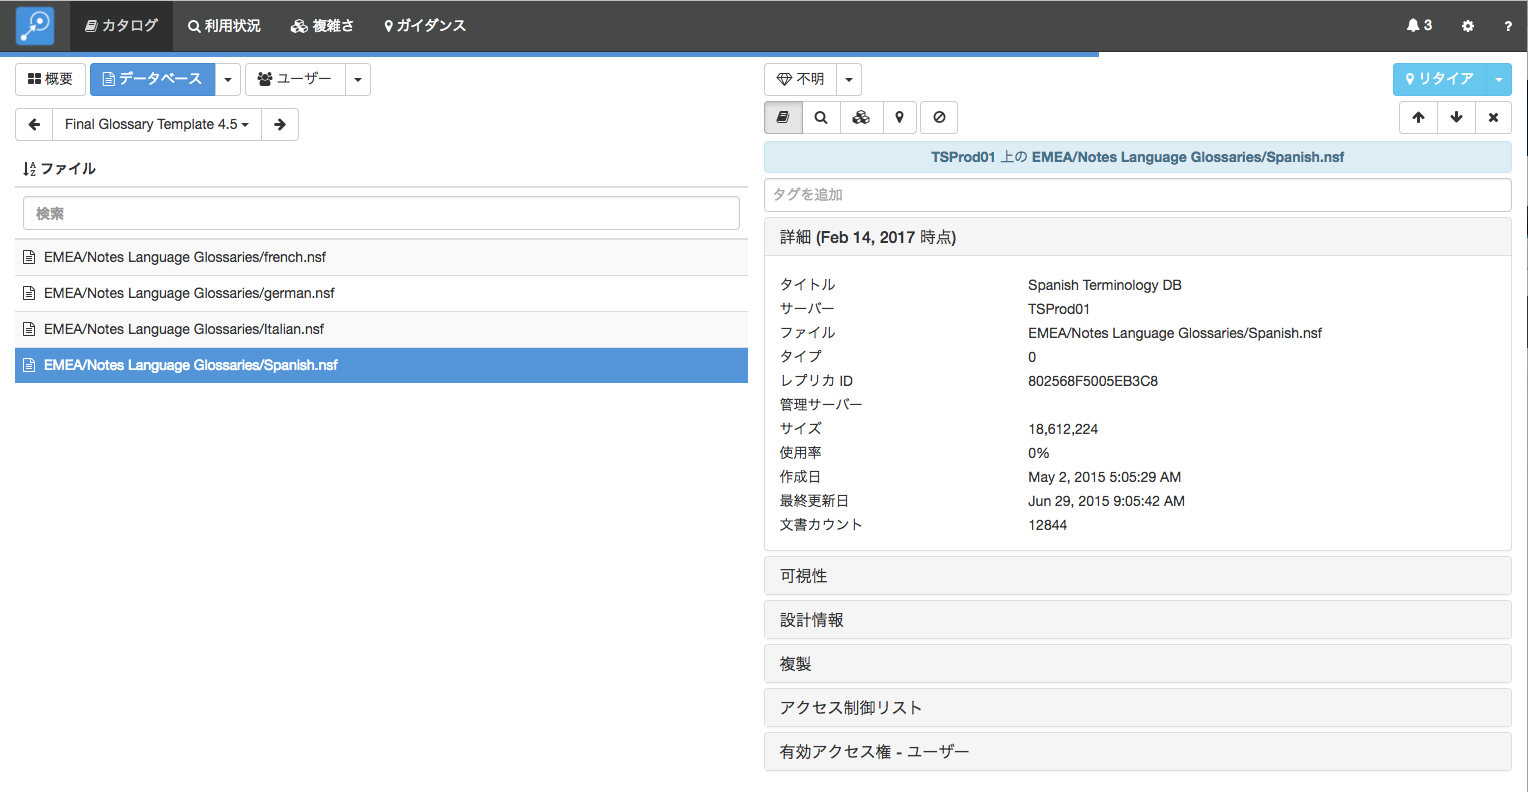 カタログ 利用状況 複雑さ ガイダンス 3 ?
概要 データベース ユーザー
Final Glossary Template 4.5
ファイル
検索
EMEA/Notes Language Glossaries/french.nsf
EMEA/Notes Language Glossaries/german.nsf
EMEA/Notes Language Glossaries/Italian.nsf
EMEA/Notes Language Glossaries/Spanish.nsf
不明 リタイア
TSProd01 上の EMEA/Notes Language Glossaries/Spanish.nsf
タグを追加
詳細 (Feb 14, 2017 時点)
タイトル Spanish Terminology DB
サーバー TSProd01
ファイル EMEA/Notes Language Glossaries/Spanish.nsf
タイプ 0
レプリカ ID 802568F5005EB3C8
管理サーバー
サイズ 18,612,224
使用率 0%
作成日 May 2, 2015 5:05:29 AM
最終更新日 Jun 29, 2015 9:05:42 AM
文書カウント 12844
可視性
設計情報
複製
アクセス制御リスト
有効アクセス権 - ユーザー